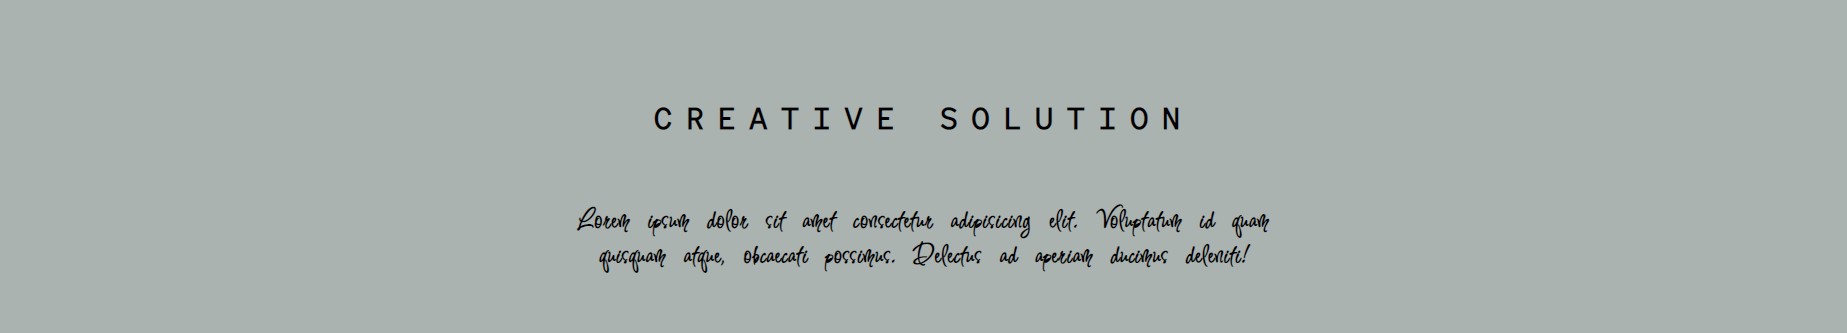 CREATIVE SOLUTION
Lorem ipsum dolor sit amet consectetur adipisicing elit. Voluptatum id quam
quisquam atque, obcaecati possimus. Delectus ad aperiam ducimus deleniti!